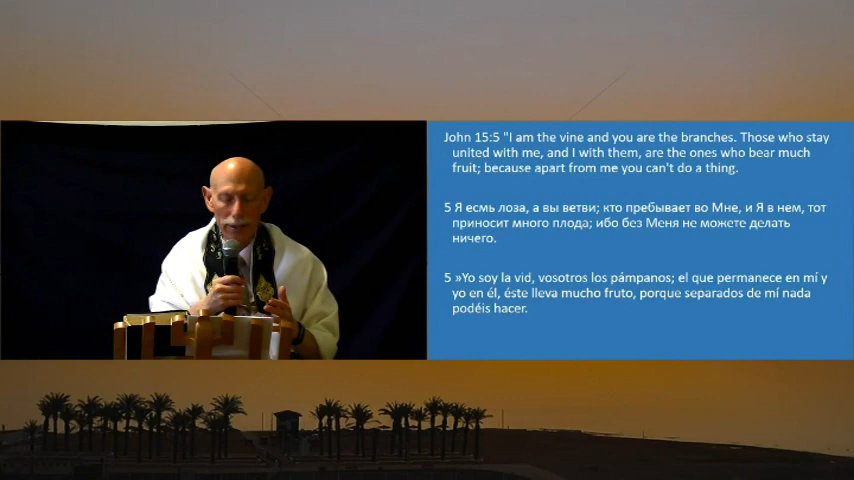 John 15:5 "I am the vine and you are the branches. Those who stay
united with me, and I with them, are the ones who bear much
fruit; because apart from me you can't do a thing.
5 Я есмь лоза, а вы ветви; кто пребывает во Мне, и Я в нем, тот
приносит много плода; ибо без Меня не можете делать
ничего.
5 »Yo soy la vid, vosotros los pámpanos; el que permanece en mí y
yo en él, éste lleva mucho fruto, porque separados de mí nada
podéis hacer.